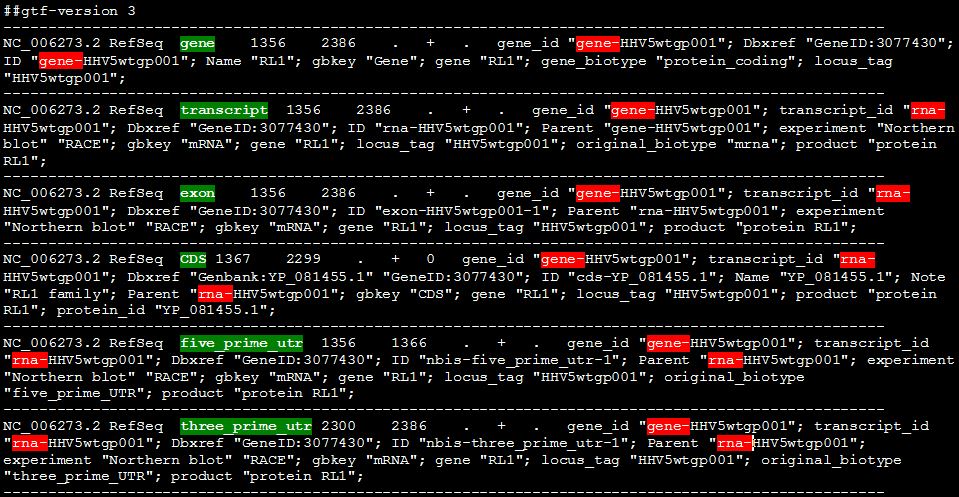 ##gtf-version 3
NC_006273.2 RefSeq gene 1356 2386 . + . gene_id "gene-HHV5wtgp001"; Dbxref "GeneID:3077430";
ID "gene-HHV5wtgp001"; Name "RL1"; gbkey "Gene"; gene "RL1"; gene_biotype "protein_coding"; locus_tag
"HHV5wtgp001";
NC_006273.2 RefSeq transcript 1356 2386 . + . gene_id "gene-HHV5wtgp001"; transcript_id "rna-
HHV5wtgp001"; Dbxref "GeneID:3077430"; ID "rna-HHV5wtgp001"; Parent "gene-HHV5wtgp001"; experiment "Northern
blot" "RACE"; gbkey "mRNA"; gene "RL1"; locus_tag "HHV5wtgp001"; original_biotype "mrna"; product "protein
RL1";
NC_006273.2 RefSeq exon 1356 2386 . + . gene_id "gene-HHV5wtgp001"; transcript_id "rna-
HHV5wtgp001"; Dbxref "GeneID:3077430"; ID "exon-HHV5wtgp001-1"; Parent "rna-HHV5wtgp001"; experiment
"Northern blot" "RACE"; gbkey "mRNA"; gene "RL1"; locus_tag "HHV5wtgp001"; product "protein RL1";
NC_006273.2 RefSeq CDS 1367 2299 . + 0 gene_id "gene-HHV5wtgp001"; transcript_id "rna-
HHV5wtgp001"; Dbxref "Genbank:YP_081455.1" "GeneID:3077430"; ID "cds-YP_081455.1"; Name "YP_081455.1"; Note
"RL1 family"; Parent "rna-HHV5wtgp001"; gbkey "CDS"; gene "RL1"; locus_tag "HHV5wtgp001"; product "protein
RL1"; protein_id "YP_081455.1";
NC_006273.2 RefSeq five_prime_utr 1356 1366 . + . gene_id "gene-HHV5wtgp001"; transcript_id
"rna-HHV5wtgp001"; Dbxref "GeneID:3077430"; ID "nbis-five_prime_utr-1"; Parent "rna-HHV5wtgp001"; experiment
"Northern blot" "RACE"; gbkey "mRNA"; gene "RL1"; locus_tag "HHV5wtgp001"; original_biotype
"five_prime_UTR"; product "protein RL1";
NC_006273.2 RefSeq three_prime_utr 2300 2386 . + . gene_id "gene-HHV5wtgp001"; transcript_id
"rna-HHV5wtgp001"; Dbxref "GeneID:3077430"; ID "nbis-three_prime_utr-1"; Parent "rna-HHV5wtgp001";
experiment "Northern blot" "RACE"; gbkey "mRNA"; gene "RL1"; locus_tag "HHV5wtgp001"; original_biotype
"three_prime_UTR"; product "protein RL1";